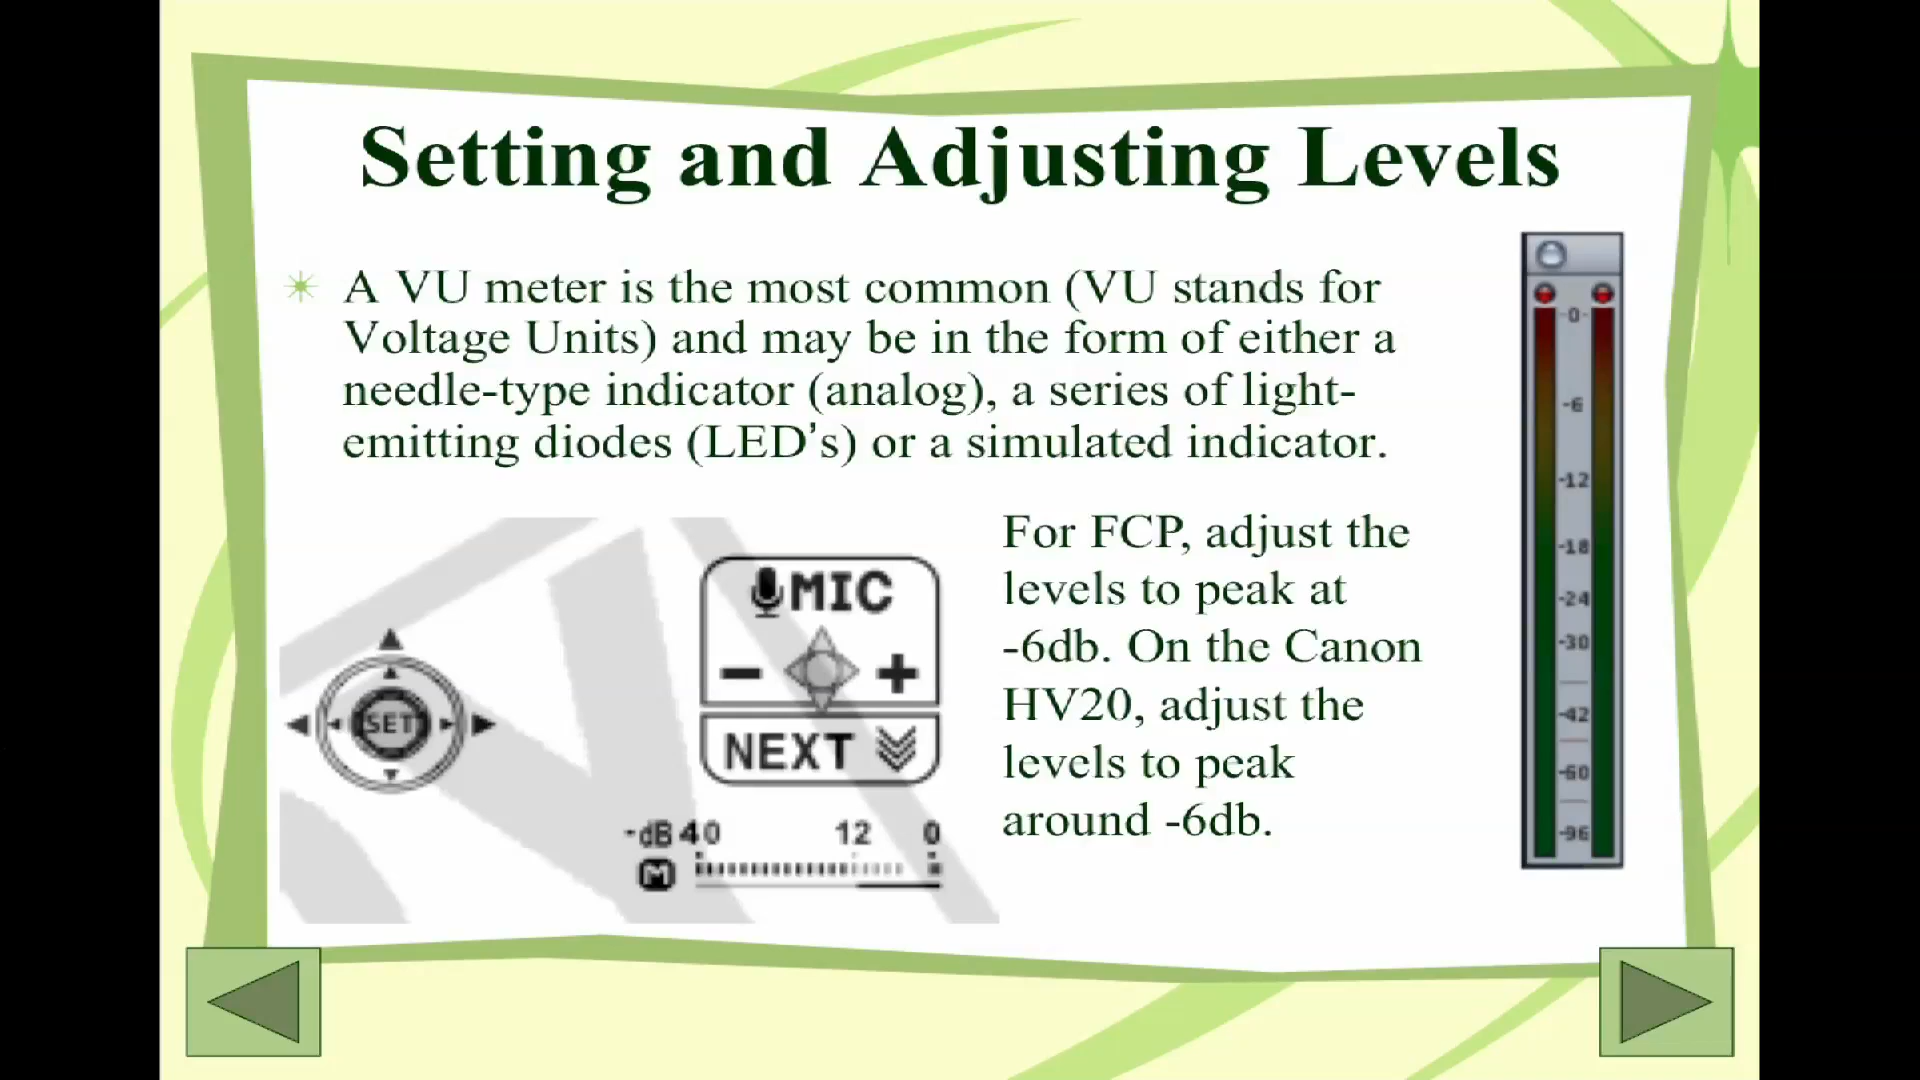 Setting and Adjusting Levels
A VU meter is the most common (VU stands for
Voltage Units) and may be in the form of either a
needle-type indicator (analog), a series of light-
emitting diodes (LED’s) or a simulated indicator.
For FCP, adjust the
levels to peak at
-6db. On the Canon
HV20, adjust the
levels to peak
around -6db.
SET
MIC
- +
NEXT
-dB 40 12 0
M
-0-
-6
-12
-18
-24
-30
-42
-60
-96